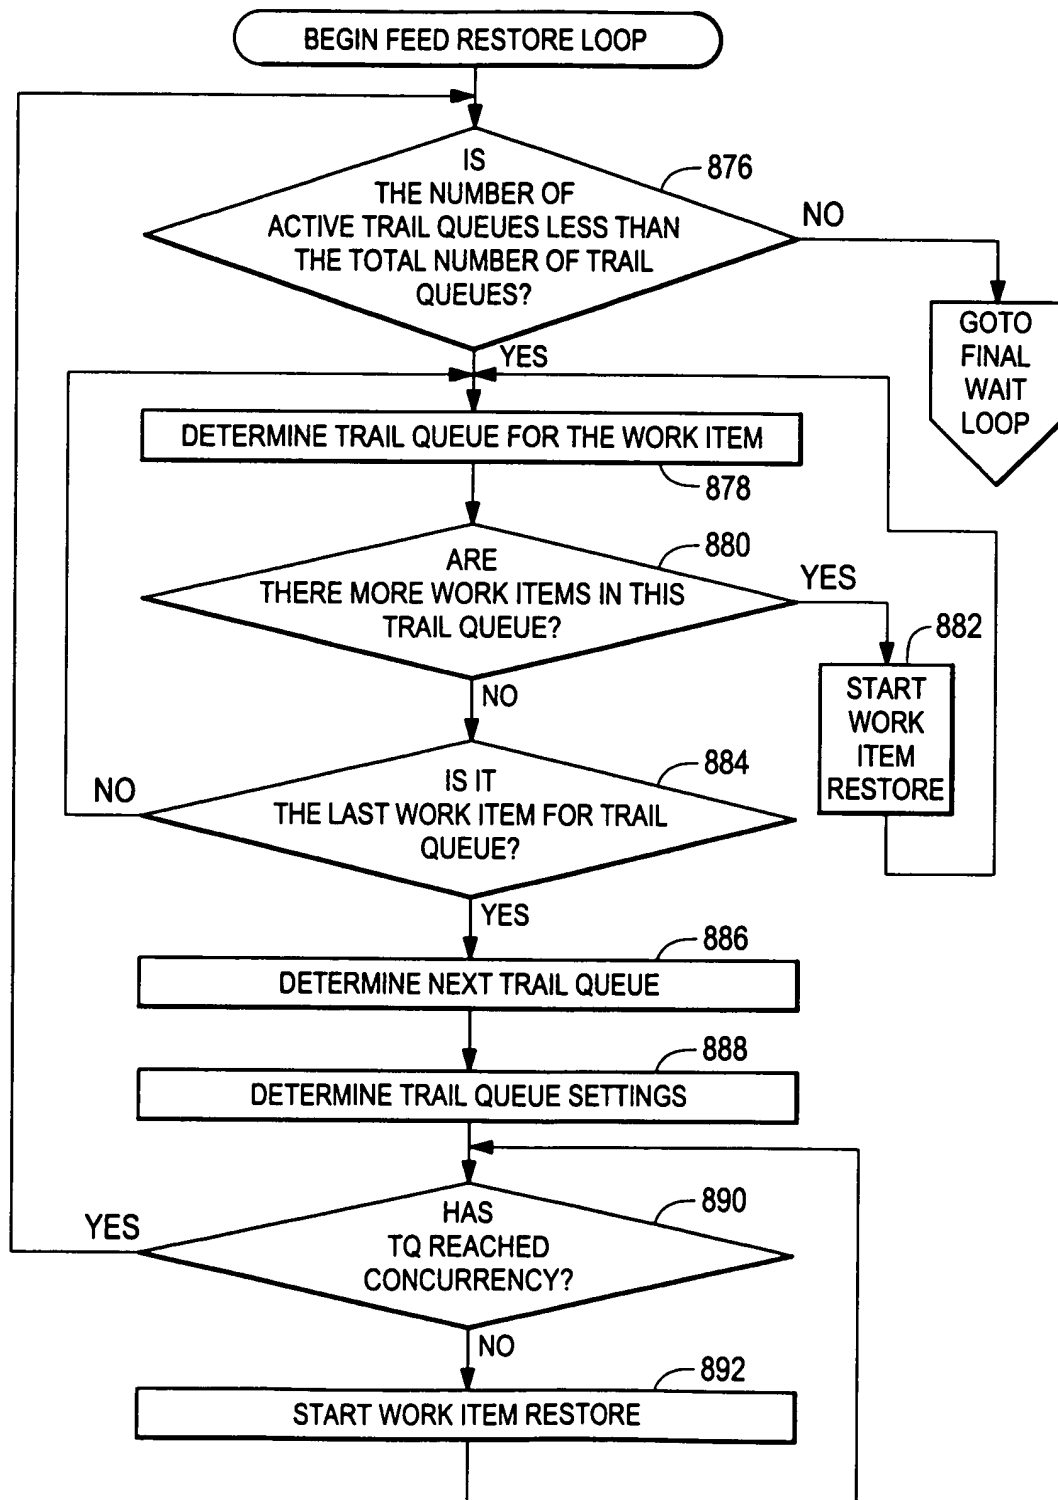 BEGIN FEED RESTORE LOOP
IS
THE NUMBER OF
ACTIVE TRAIL QUEUES LESS THAN
THE TOTAL NUMBER OF TRAIL
QUEUES?
876
NO
GOTO
FINAL
WAIT
LOOP
YES
DETERMINE TRAIL QUEUE FOR THE WORK ITEM
878
ARE
THERE MORE WORK ITEMS IN THIS
TRAIL QUEUE?
880
YES
882
START
WORK
ITEM
RESTORE
NO
IS IT
THE LAST WORK ITEM FOR TRAIL
QUEUE?
884
NO
YES
886
DETERMINE NEXT TRAIL QUEUE
888
DETERMINE TRAIL QUEUE SETTINGS
HAS
TQ REACHED
CONCURRENCY?
890
YES
NO
892
START WORK ITEM RESTORE